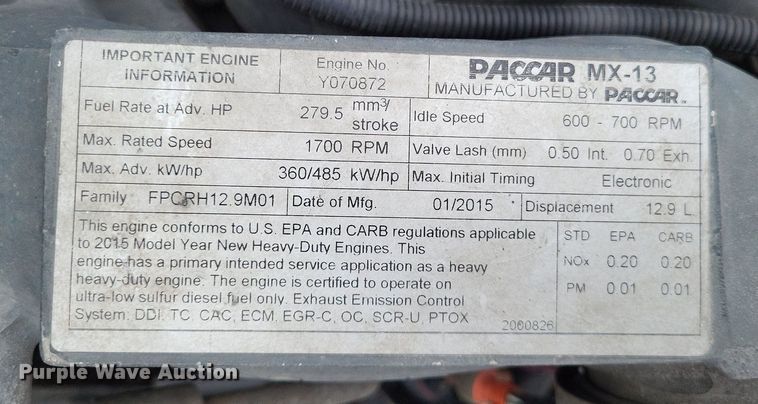 IMPORTANT ENGINE
INFORMATION
Engine No.
Y070872
PACCAR MX-13
MANUFACTURED BY PACCAR
Fuel Rate at Adv. HP 279.5 mm3/
stroke
Idle Speed 600 - 700 RPM
Max. Rated Speed 1700 RPM
Valve Lash (mm) 0.50 Int. 0.70 Exh.
Max. Adv. kW/hp 360/485 kW/hp
Max. Initial Timing Electronic
Family FPCRH12.9M01 Date of Mfg. 01/2015 Displacement 12.9 L
This engine conforms to U.S. EPA and CARB regulations applicable
to 2015 Model Year New Heavy-Duty Engines. This
engine has a primary intended service application as a heavy
heavy-duty engine. The engine is certified to operate on
ultra-low sulfur diesel fuel only. Exhaust Emission Control
System: DDI, TC, CAC, ECM, EGR-C, OC, SCR-U, PTOX
2000826
STD EPA CARB
NOx 0.20 0.20
PM 0.01 0.01
Purple Wave Auction